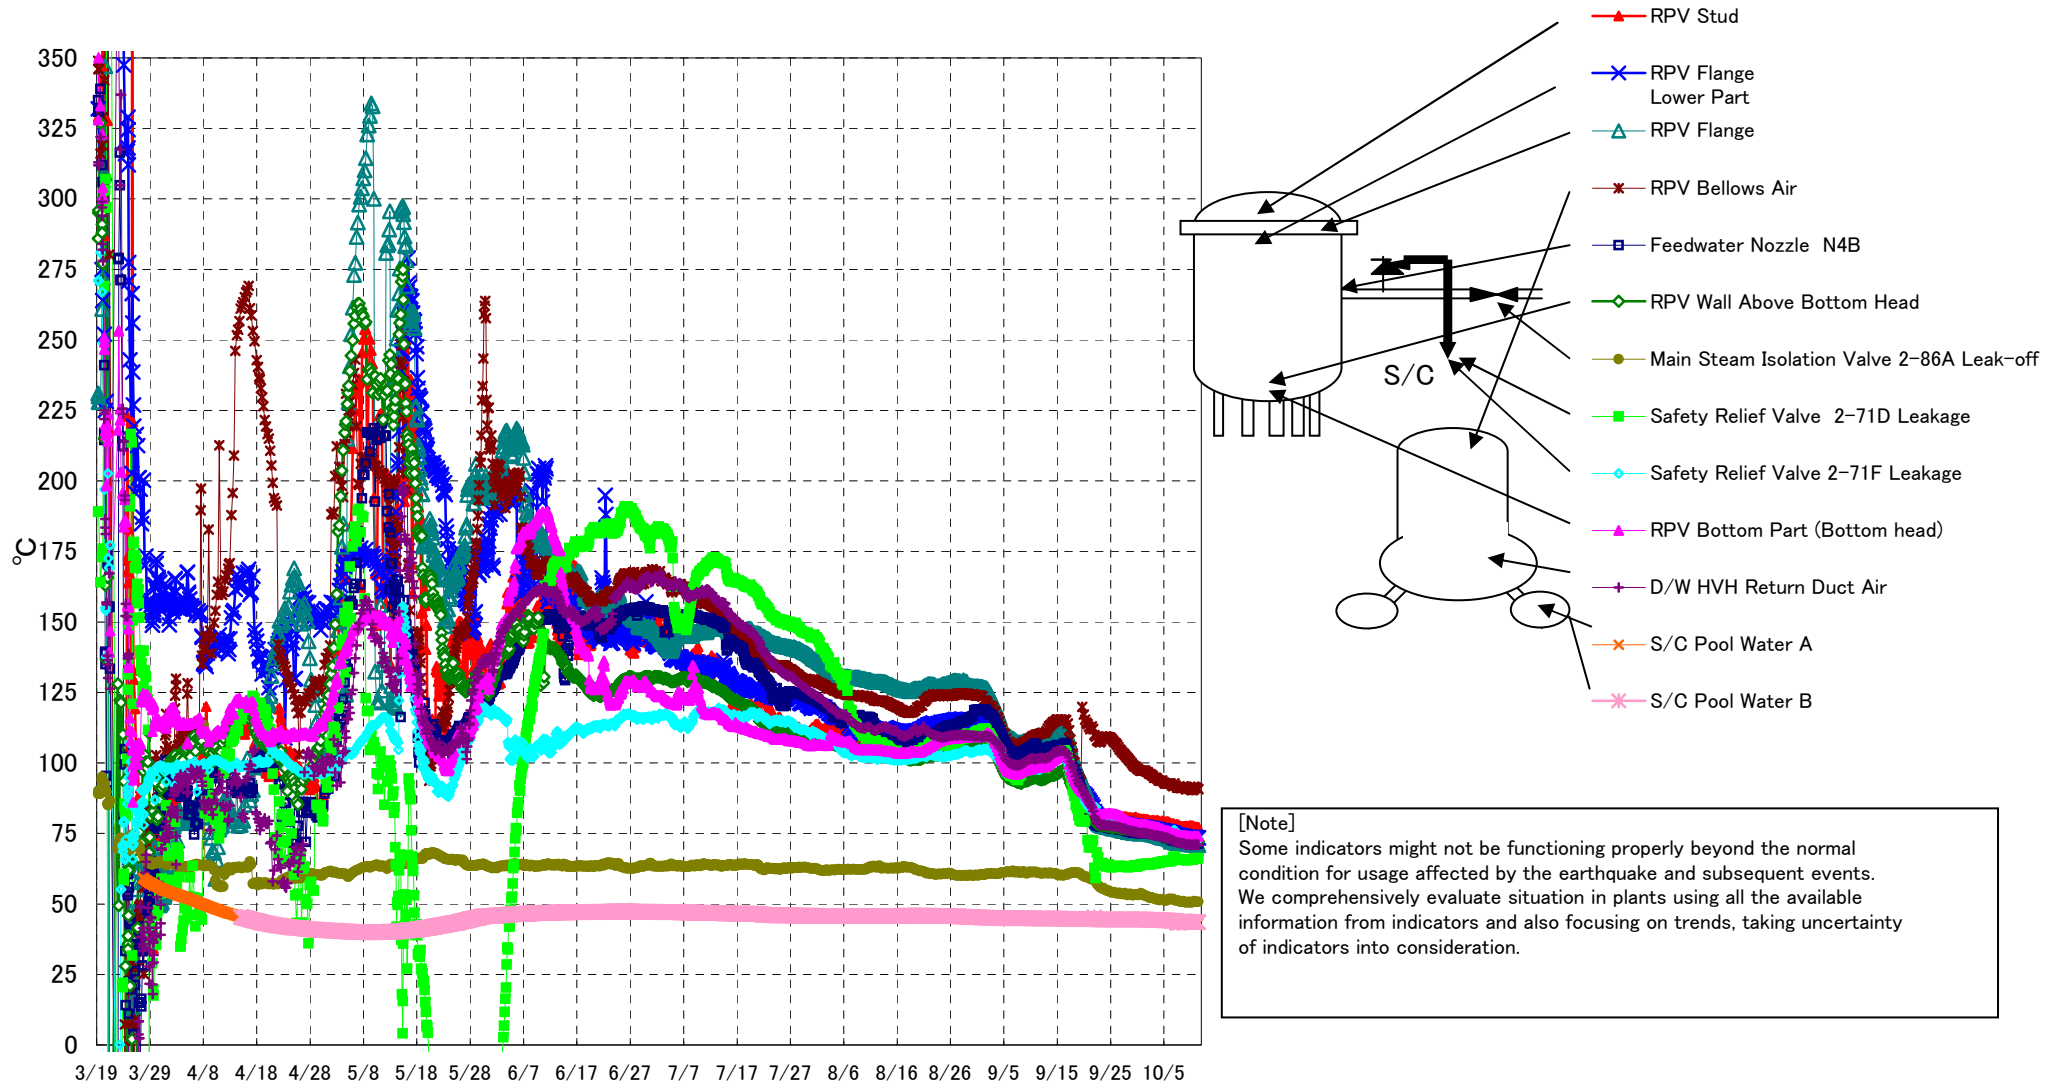 350
325
300
275
250
225
200
175
150
125
100
75
50
25
0
℃
3/19 3/29 4/8 4/18 4/28 5/8 5/18 5/28 6/7 6/17 6/27 7/7 7/17 7/27 8/6 8/16 8/26 9/5 9/15 9/25 10/5
RPV Stud
RPV Flange
Lower Part
RPV Flange
RPV Bellows Air
Feedwater Nozzle N4B
RPV Wall Above Bottom Head
Main Steam Isolation Valve 2-86A Leak-off
Safety Relief Valve 2-71D Leakage
Safety Relief Valve 2-71F Leakage
RPV Bottom Part (Bottom head)
D/W HVH Return Duct Air
S/C Pool Water A
S/C Pool Water B
S/C
[Note]
Some indicators might not be functioning properly beyond the normal
condition for usage affected by the earthquake and subsequent events.
We comprehensively evaluate situation in plants using all the available
information from indicators and also focusing on trends, taking uncertainty
of indicators into consideration.